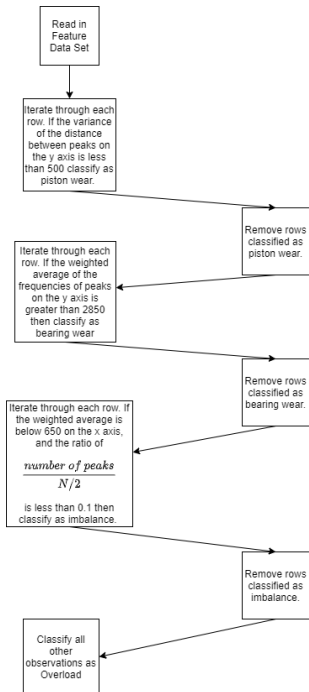 Read in
Feature
Data Set
Iterate through each
row. If the variance
of the distance
between peaks on
the y axis is less
than 500 classify as
piston wear.
Remove rows
classified as
piston wear.
Iterate through each
row. If the weighted
average of the
frequencies of peaks
on the y axis is
greater than 2850
then classify as
bearing wear
Remove rows
classified as
bearing wear.
Iterate through each row. If
the weighted average is
below 650 on the x axis,
and the ratio of
number of peaks
N/2
is less than 0.1 then
classify as imbalance.
Remove rows
classified as
imbalance.
Classify all
other
observations as
Overload